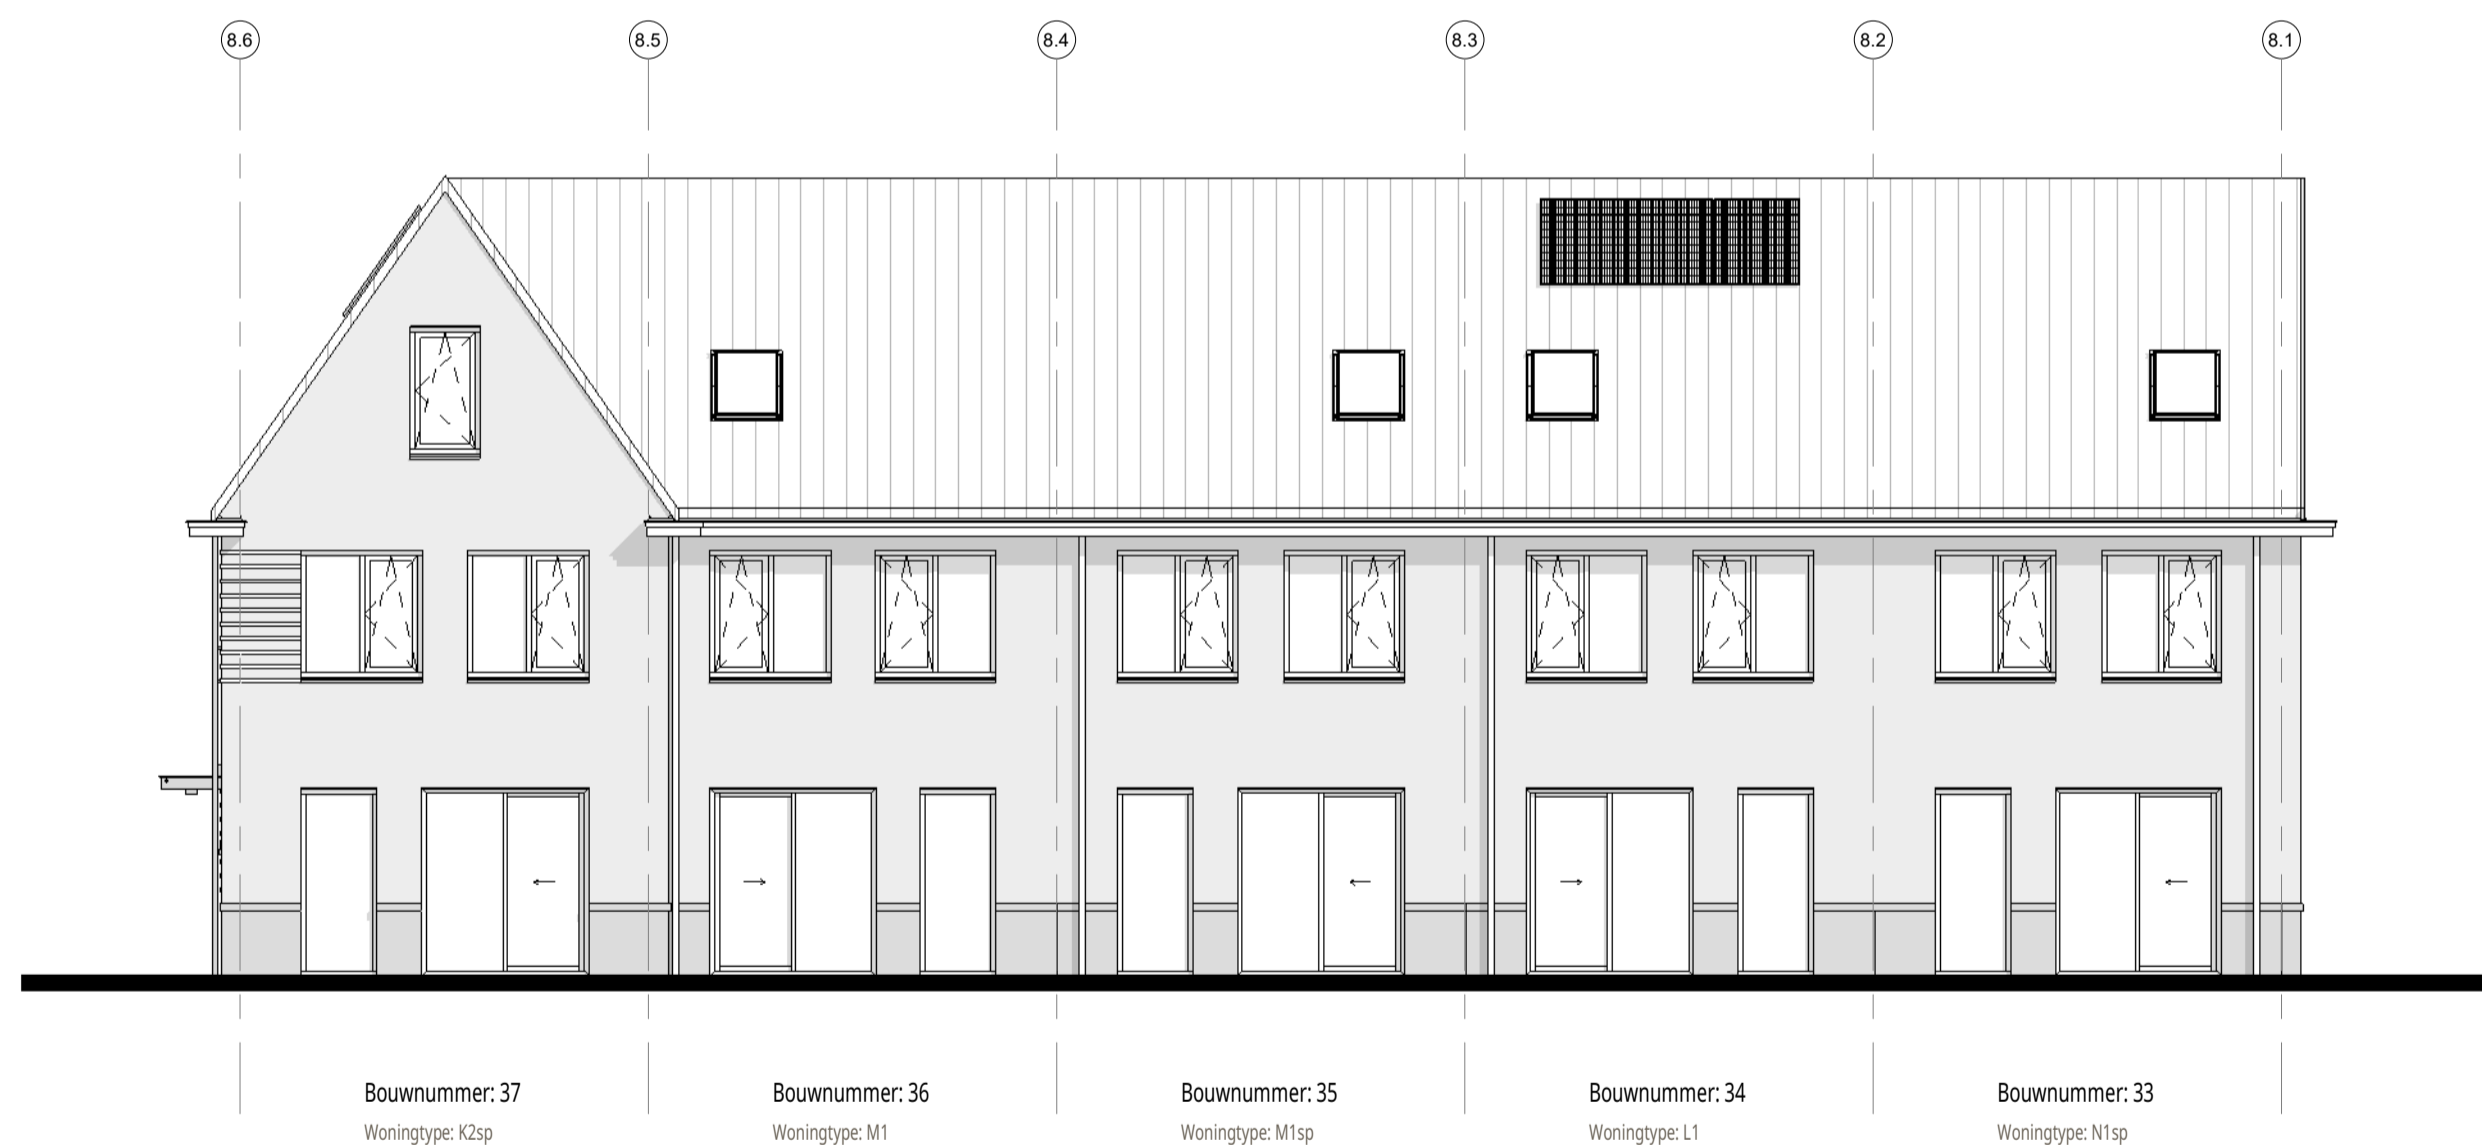 8.6 8.5 8.4 8.3 8.2 8.1
Bouwnummer: 37 Bouwnummer: 36 Bouwnummer: 35 Bouwnummer: 34 Bouwnummer: 33
Woningtype: K2sp Woningtype: M1 Woningtype: M1sp Woningtype: L1 Woningtype: N1sp